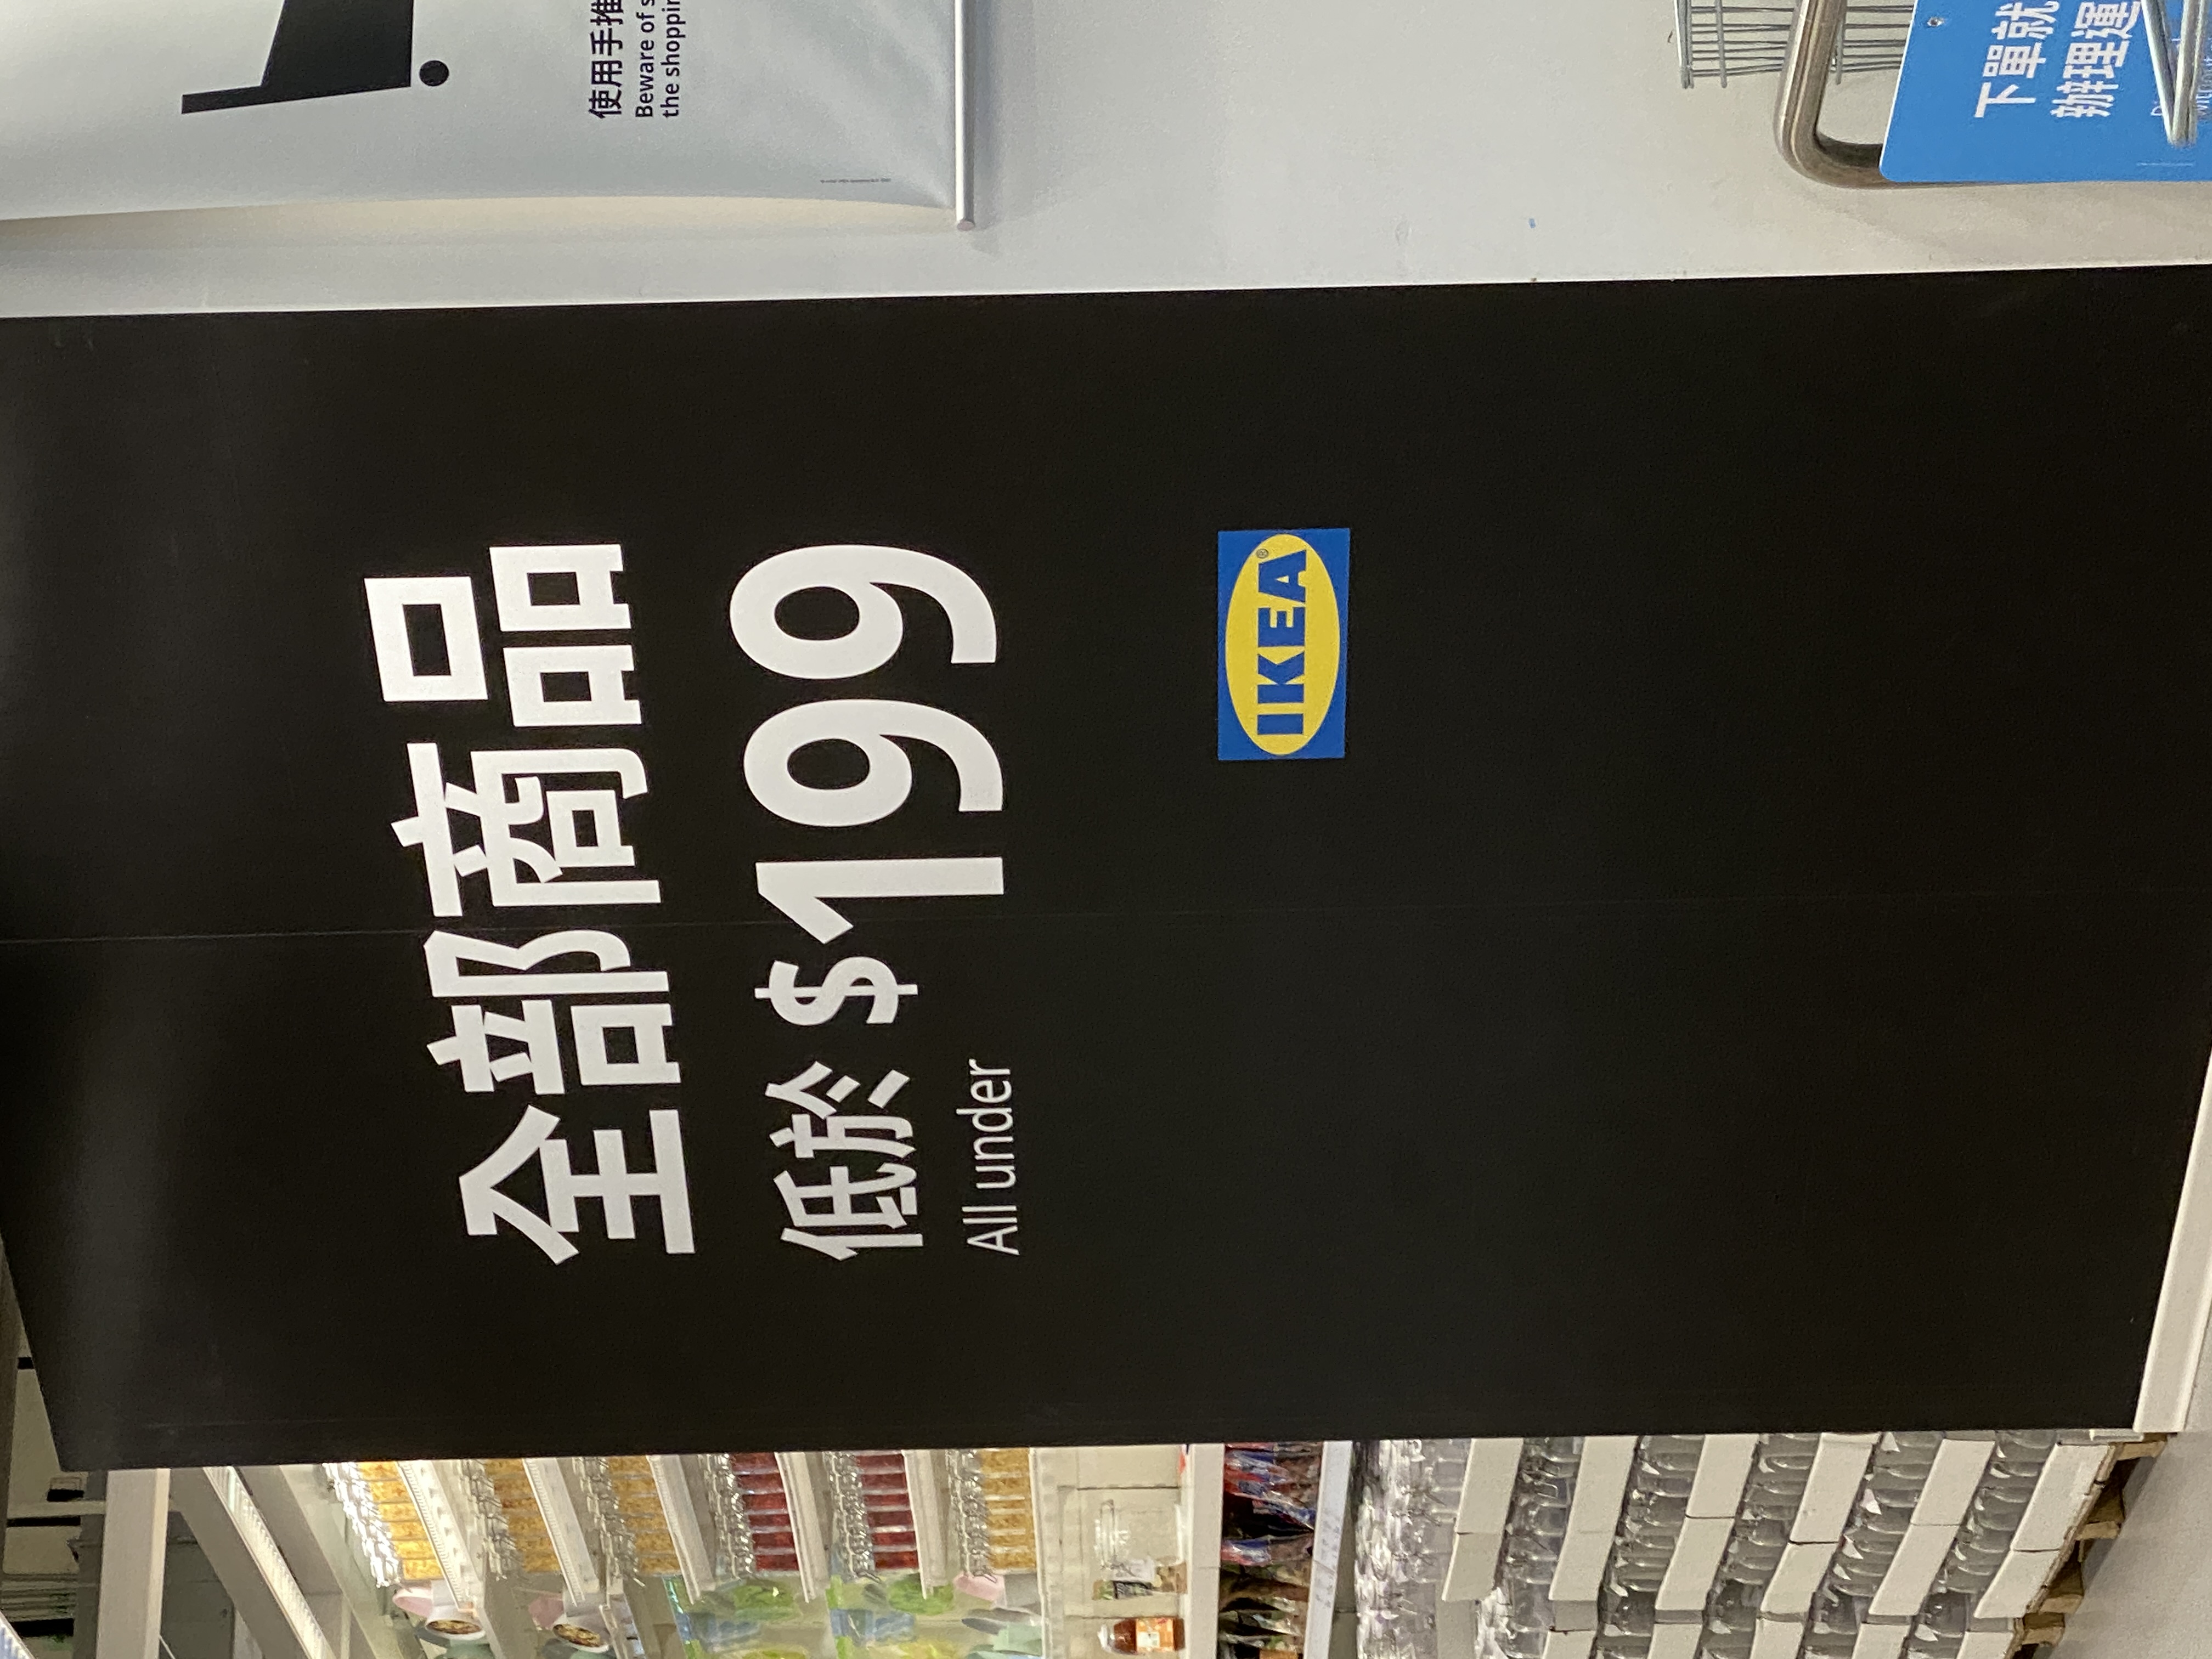 使用手推
Beware of s
the shoppin
下單就
辦理運
全部商品
低於 $199
All under
IKEA®